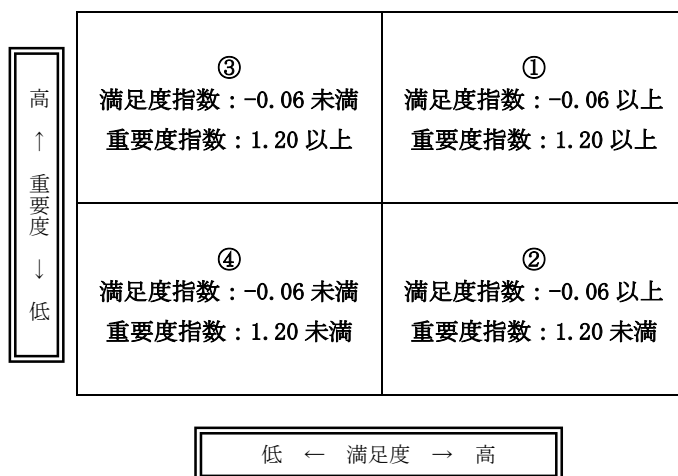 高 ↑ 重要度 ↓ 低
③
満足度指数：-0.06 未満
重要度指数：1.20 以上
①
満足度指数：-0.06 以上
重要度指数：1.20 以上
④
満足度指数：-0.06 未満
重要度指数：1.20 未満
②
満足度指数：-0.06 以上
重要度指数：1.20 未満
低 ← 満足度 → 高